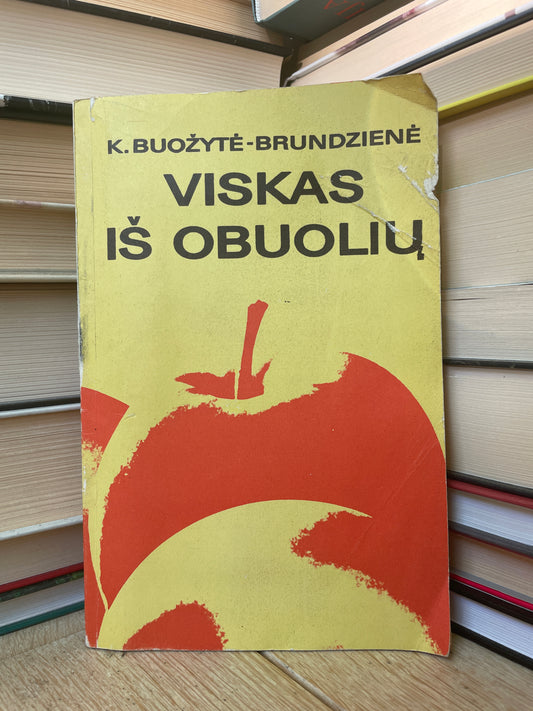 K. BUOŽYTĖ-BRUNDZIENĖ
VISKAS
IŠ OBUOLIŲ